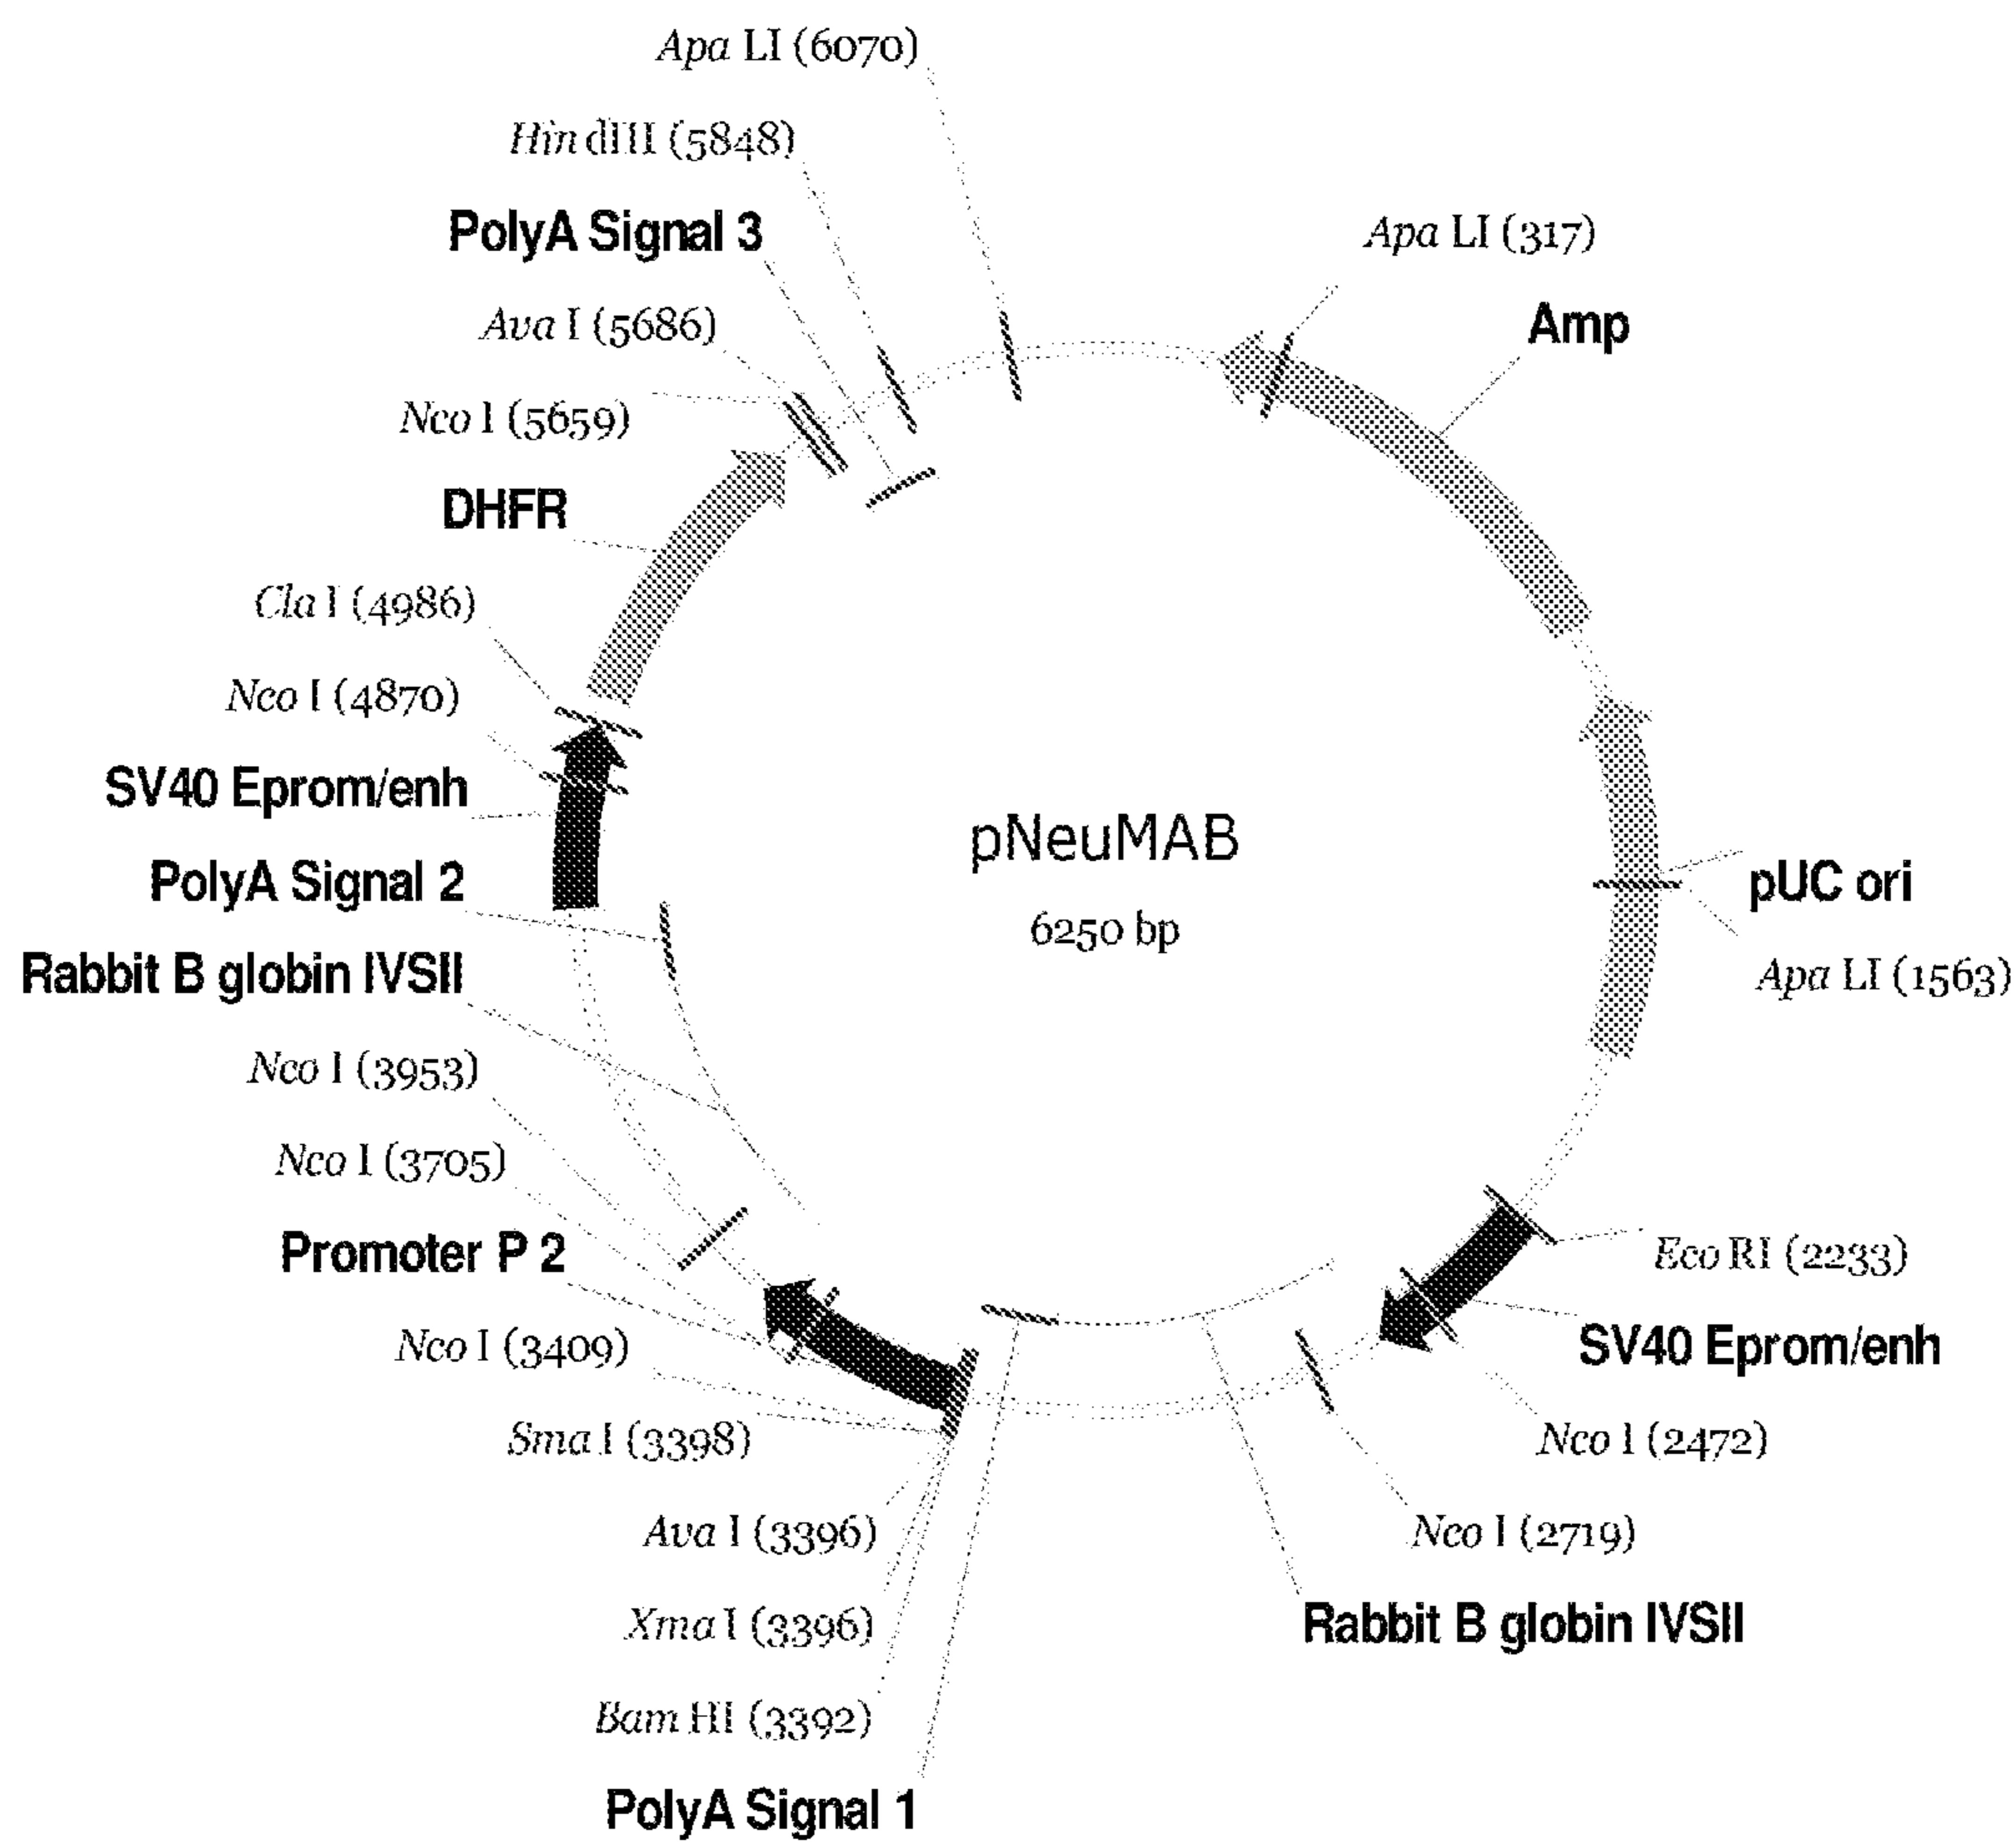 Apa LI (6070)
Hin dIII (5848)
PolyA Signal 3
Ava I (5686)
Nco I (5659)
DHFR
Cla I (4986)
Nco I (4870)
SV40 Eprom/enh
PolyA Signal 2
Rabbit B globin IVSII
Nco I (3953)
Nco I (3705)
Promoter P 2
Nco I (3409)
Sma I (3398)
Ava I (3396)
Xma I (3396)
Bam HI (3392)
PolyA Signal 1
Apa LI (317)
Amp
pUC ori
Apa LI (1563)
Eco RI (2233)
SV40 Eprom/enh
Nco I (2472)
Nco I (2719)
Rabbit B globin IVSII
pNeuMAB
6250 bp